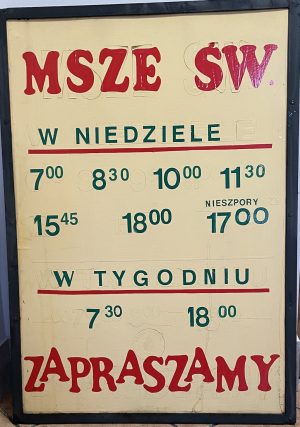 MSZE ŚW.
W NIEDZIELE
7⁰⁰ 8³⁰ 10⁰⁰ 11³⁰
NIESZPORY
15⁴⁵ 18⁰⁰ 17⁰⁰
W TYGODNIU
7³⁰ 18⁰⁰
ZAPRASZAMY